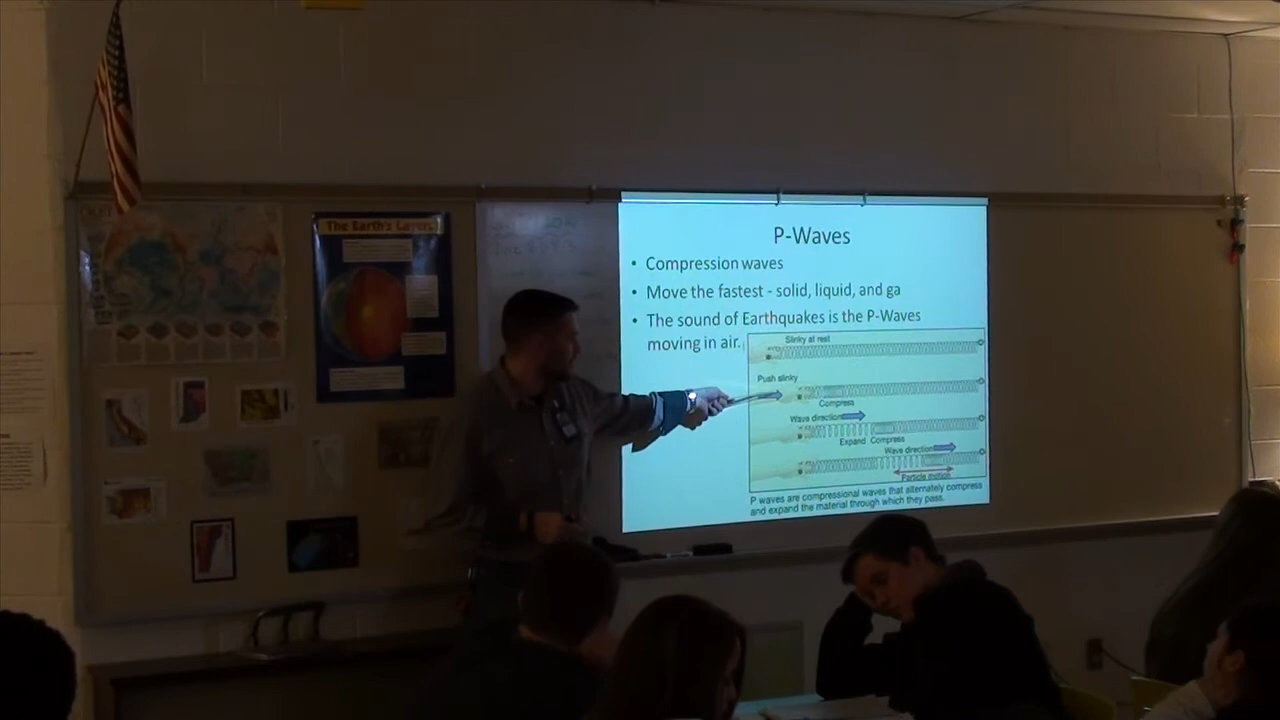 The Earth's Layers
P-Waves
• Compression waves
• Move the fastest - solid, liquid, and ga
• The sound of Earthquakes is the P-Waves
moving in air.
Slinky at rest
Push slinky
Compress
Wave direction
Expand Compress
Wave direction
Particle motion
P waves are compressional waves that alternately compress
and expand the material through which they pass.